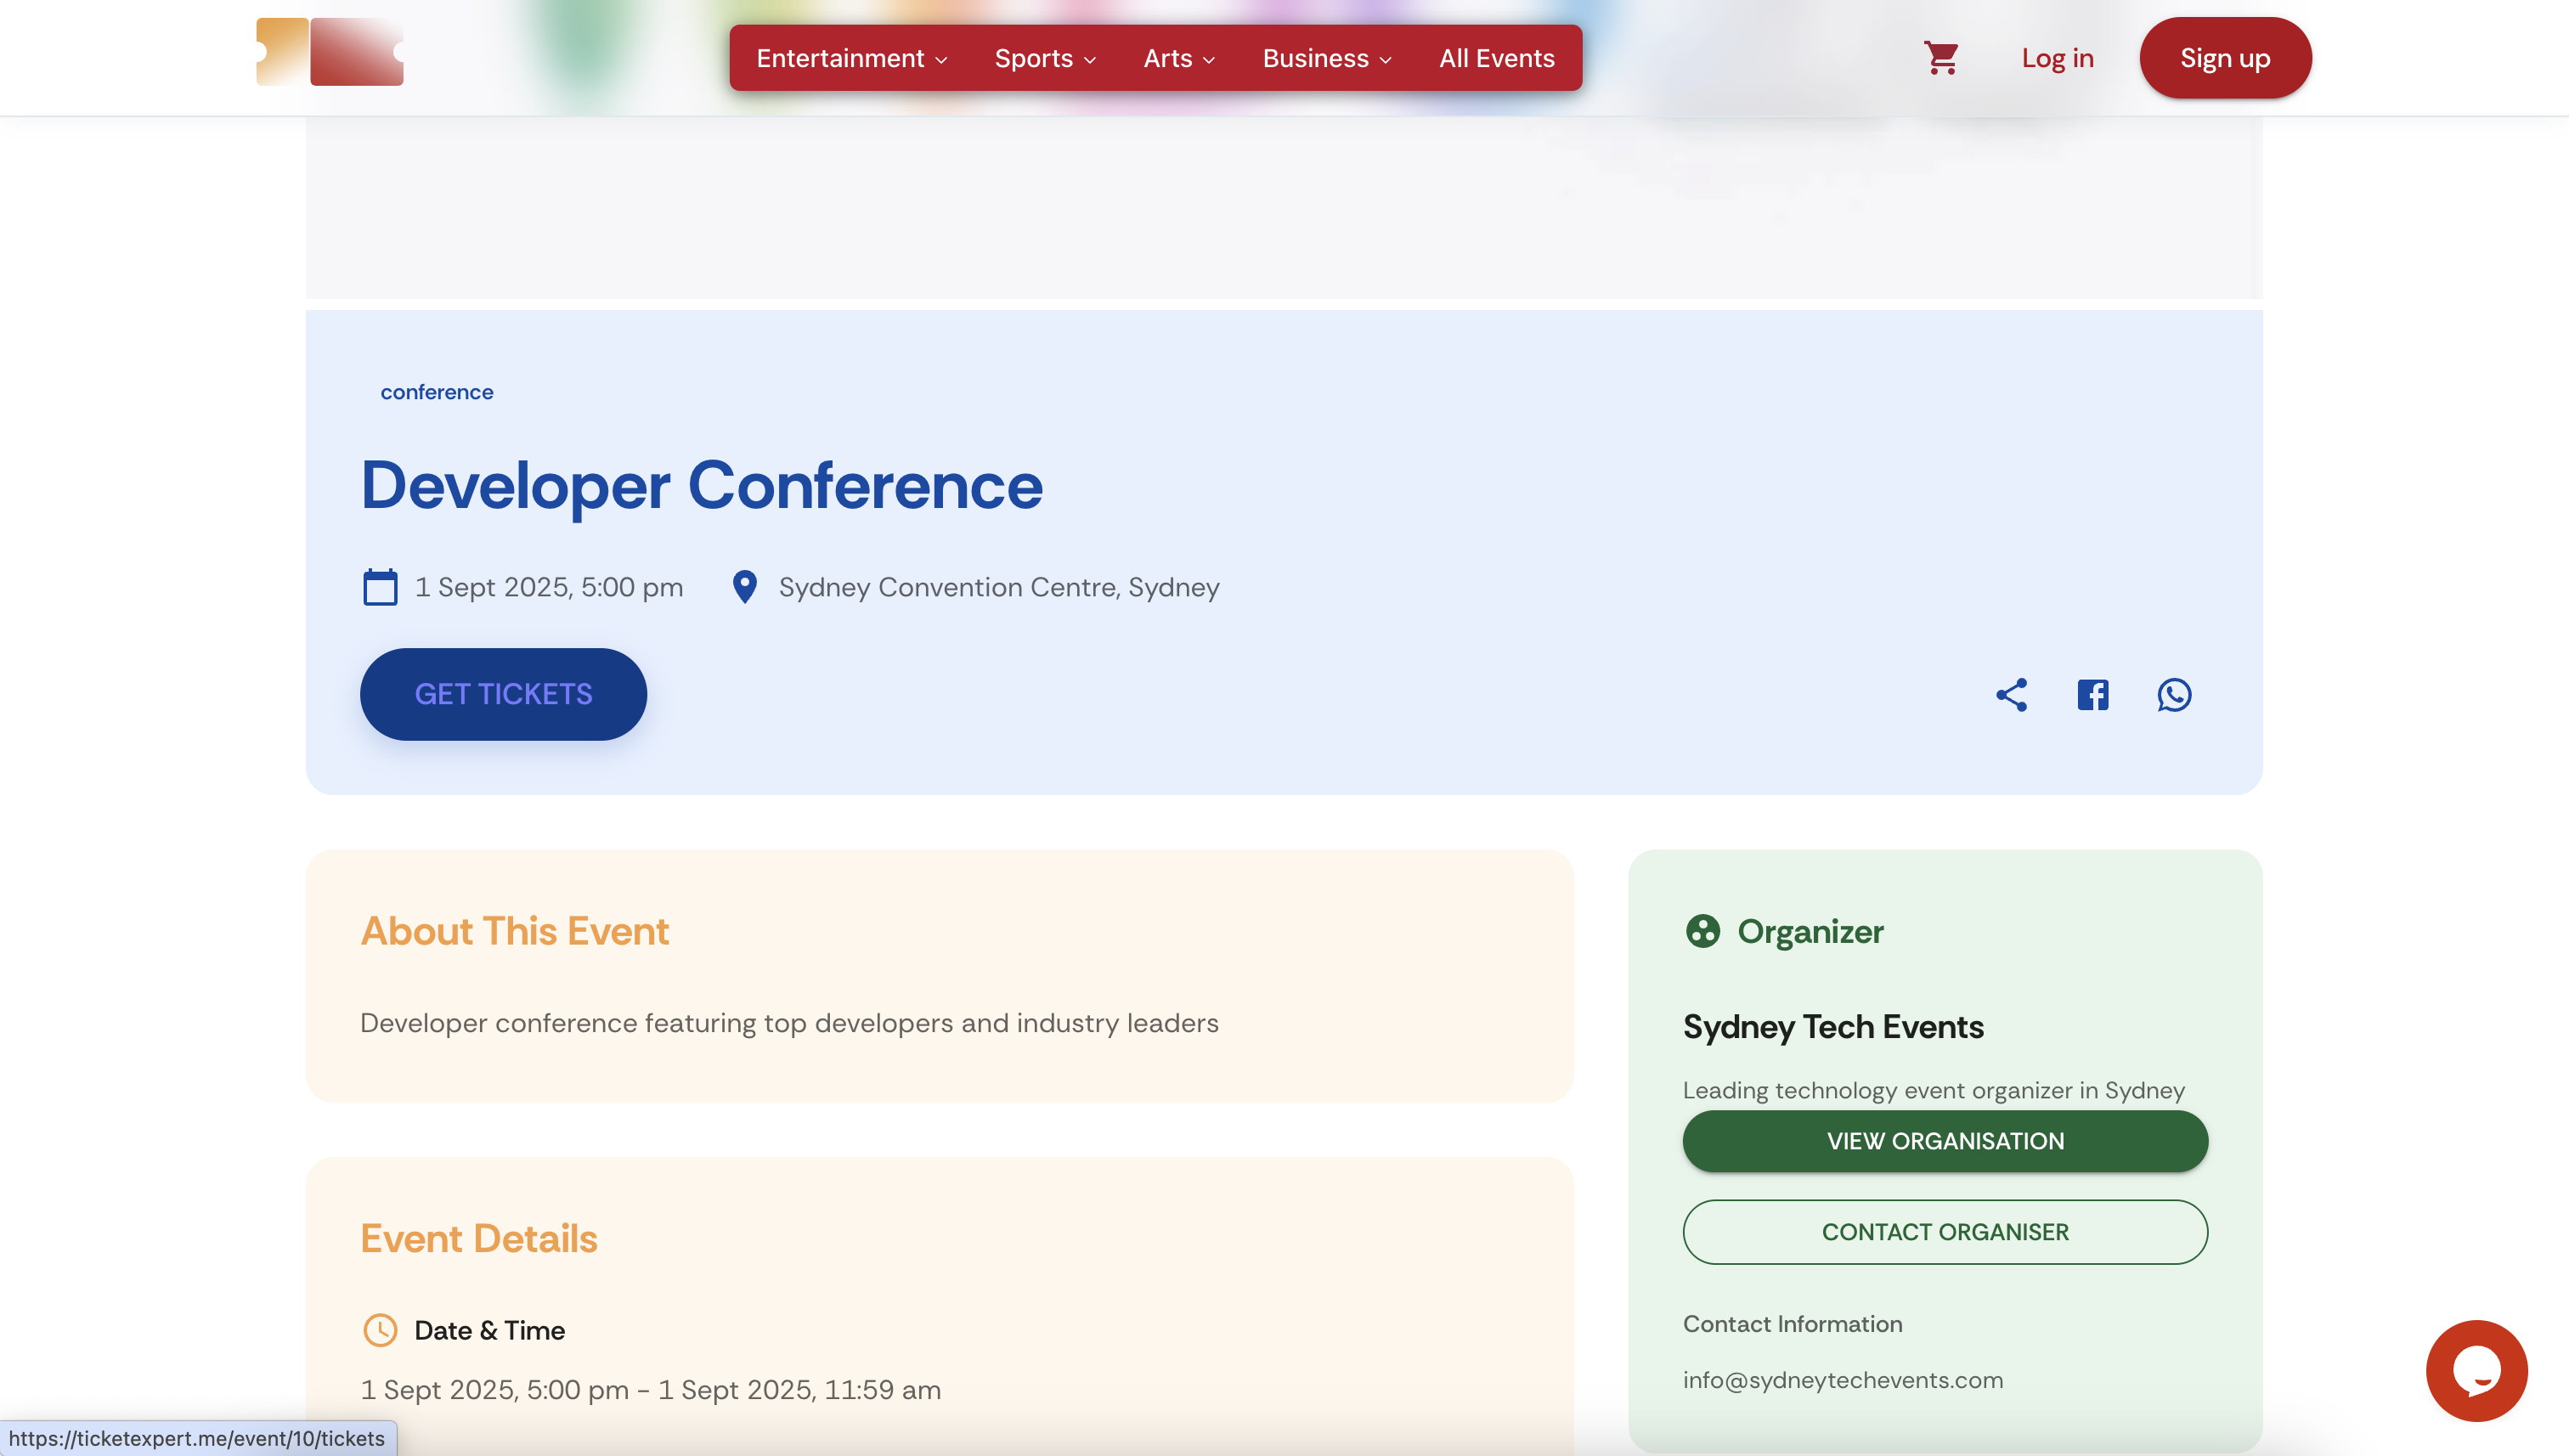 Entertainment Sports Arts Business All Events Log in Sign up
conference
Developer Conference
1 Sept 2025, 5:00 pm Sydney Convention Centre, Sydney
GET TICKETS
About This Event
Developer conference featuring top developers and industry leaders
Event Details
Date & Time
1 Sept 2025, 5:00 pm - 1 Sept 2025, 11:59 am
Organizer
Sydney Tech Events
Leading technology event organizer in Sydney
VIEW ORGANISATION
CONTACT ORGANISER
Contact Information
info@sydneytechevents.com
https://ticketexpert.me/event/10/tickets